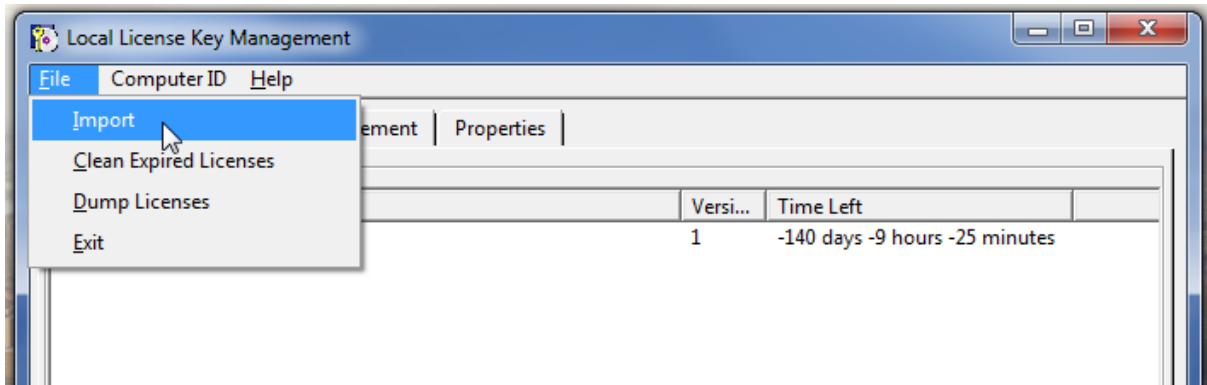 Local License Key Management
File Computer ID Help
Import
ement Properties
Clean Expired Licenses
Dump Licenses
Versi... Time Left
Exit
1 -140 days -9 hours -25 minutes